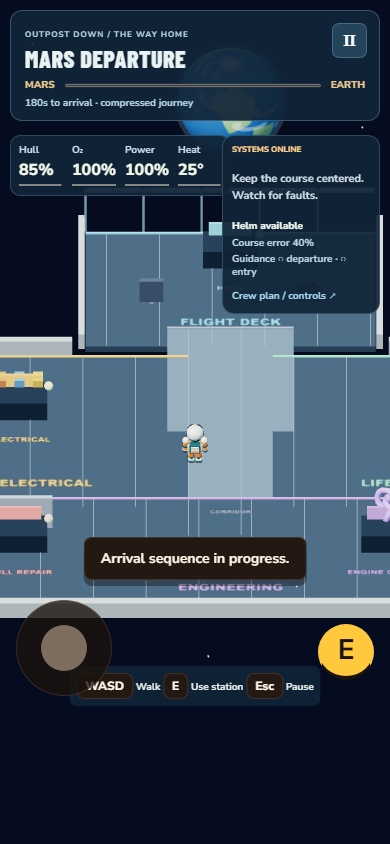 OUTPOST DOWN / THE WAY HOME
MARS DEPARTURE
II
MARS
EARTH
180s to arrival · compressed journey
Hull
O₂
Power
Heat
85%
100%
100%
25°
SYSTEMS ONLINE
Keep the course centered.
Watch for faults.
Helm available
Course error 40%
Guidance ∩ departure · ∩
entry
Crew plan / controls ↗
FLIGHT DECK
ELECTRICAL
ELECTRICAL
LIFE
CORRIDOR
LL REPAIR
ENGINE
Arrival sequence in progress.
ENGINEERING
E
WASD Walk E Use station Esc Pause